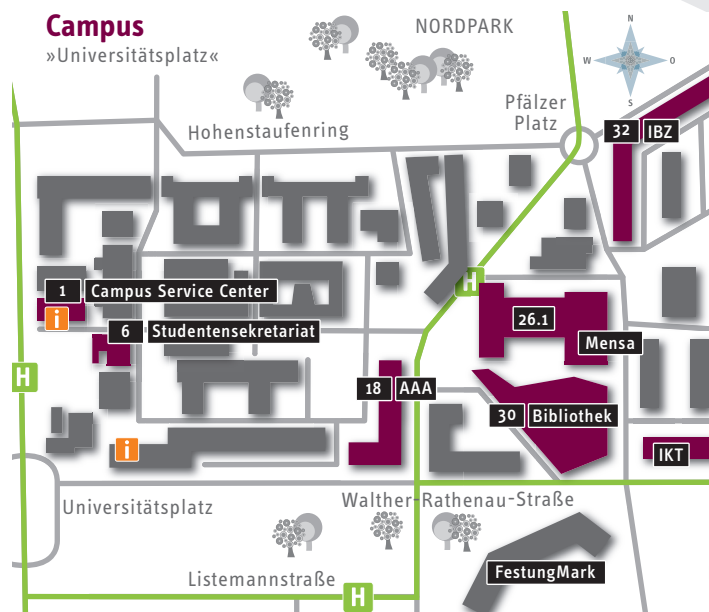 Campus
»Universitätsplatz«
NORDPARK
N
W
O
S
Pfälzer
Platz
Hohenstaufenring
32 IBZ
1 Campus Service Center
H
26.1
i
6 Studentensekretariat
Mensa
H
18 AAA
30 Bibliothek
i
IKT
Universitätsplatz
Walther-Rathenau-Straße
Listemannstraße
FestungMark
H